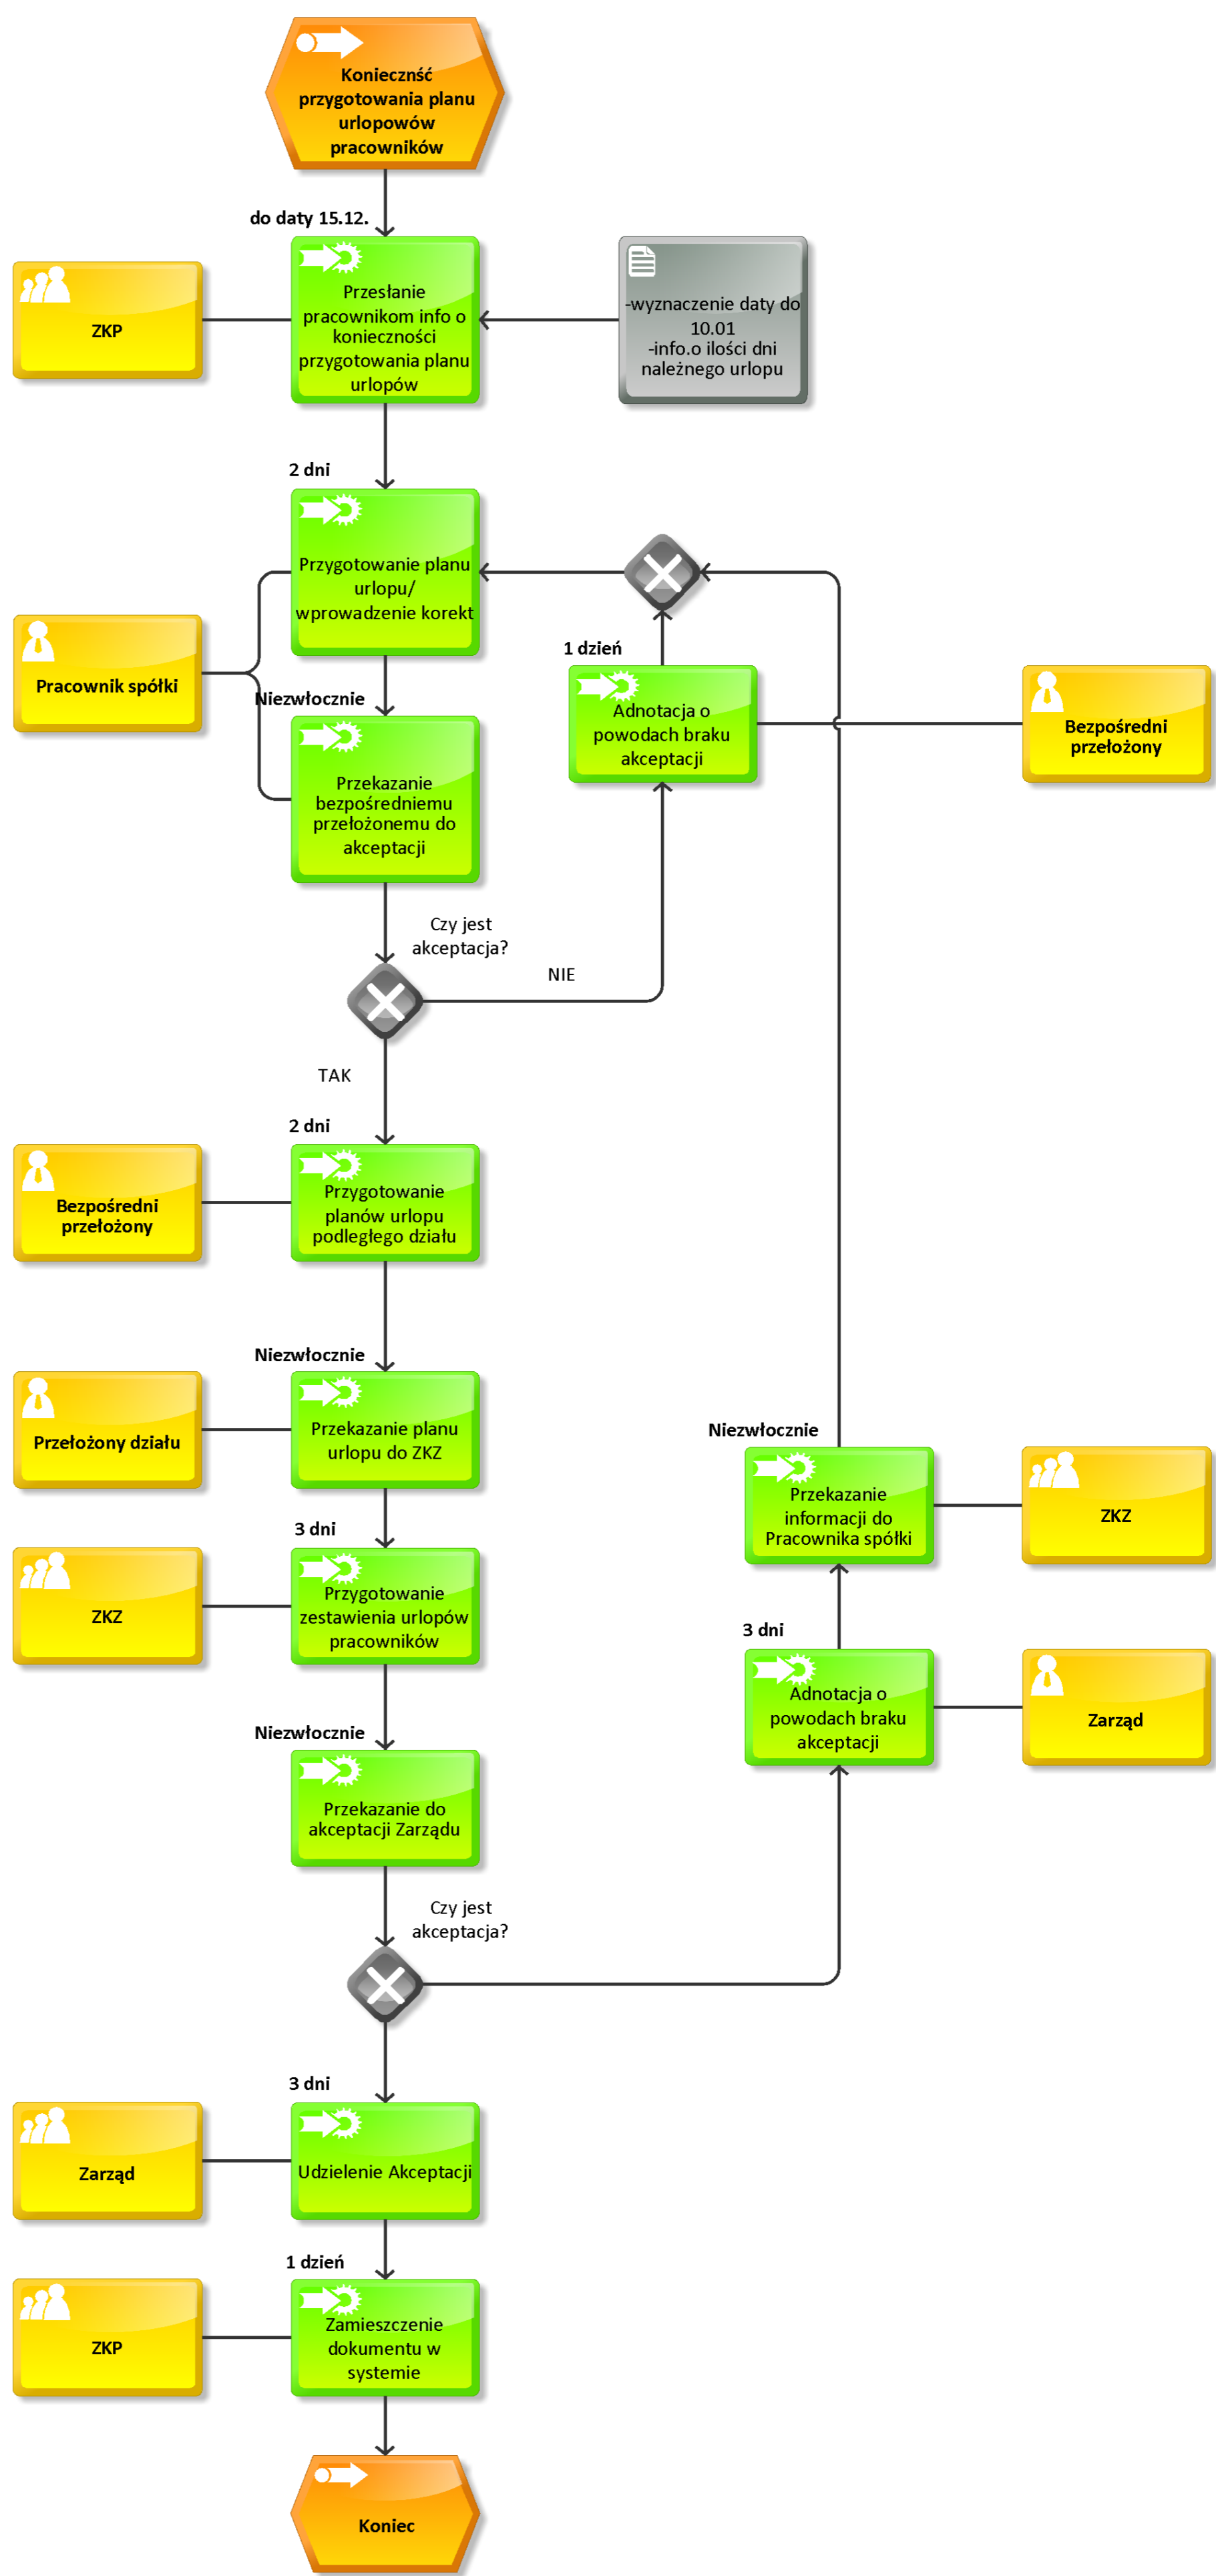 Koniecznść
przygotowania planu
urlopowów
pracowników
do daty 15.12.
ZKP
Przesłanie
pracownikom info o
konieczności
przygotowania planu
urlopów
-wyznaczenie daty do
10.01
-info.o ilości dni
należnego urlopu
2 dni
Przygotowanie planu
urlopu/
wprowadzenie korekt
Pracownik spółki
Niezwłocznie
Przekazanie
bezpośredniemu
przełożonemu do
akceptacji
1 dzień
Adnotacja o
powodach braku
akceptacji
Bezpośredni
przełożony
Czy jest
akceptacja?
NIE
TAK
2 dni
Bezpośredni
przełożony
Przygotowanie
planów urlopu
podległego działu
Niezwłocznie
Przełożony działu
Przekazanie planu
urlopu do ZKZ
Niezwłocznie
Przekazanie
informacji do
Pracownika spółki
ZKZ
3 dni
ZKZ
Przygotowanie
zestawienia urlopów
pracowników
3 dni
Adnotacja o
powodach braku
akceptacji
Zarząd
Niezwłocznie
Przekazanie do
akceptacji Zarządu
Czy jest
akceptacja?
3 dni
Zarząd
Udzielenie Akceptacji
1 dzień
ZKP
Zamieszczenie
dokumentu w
systemie
Koniec